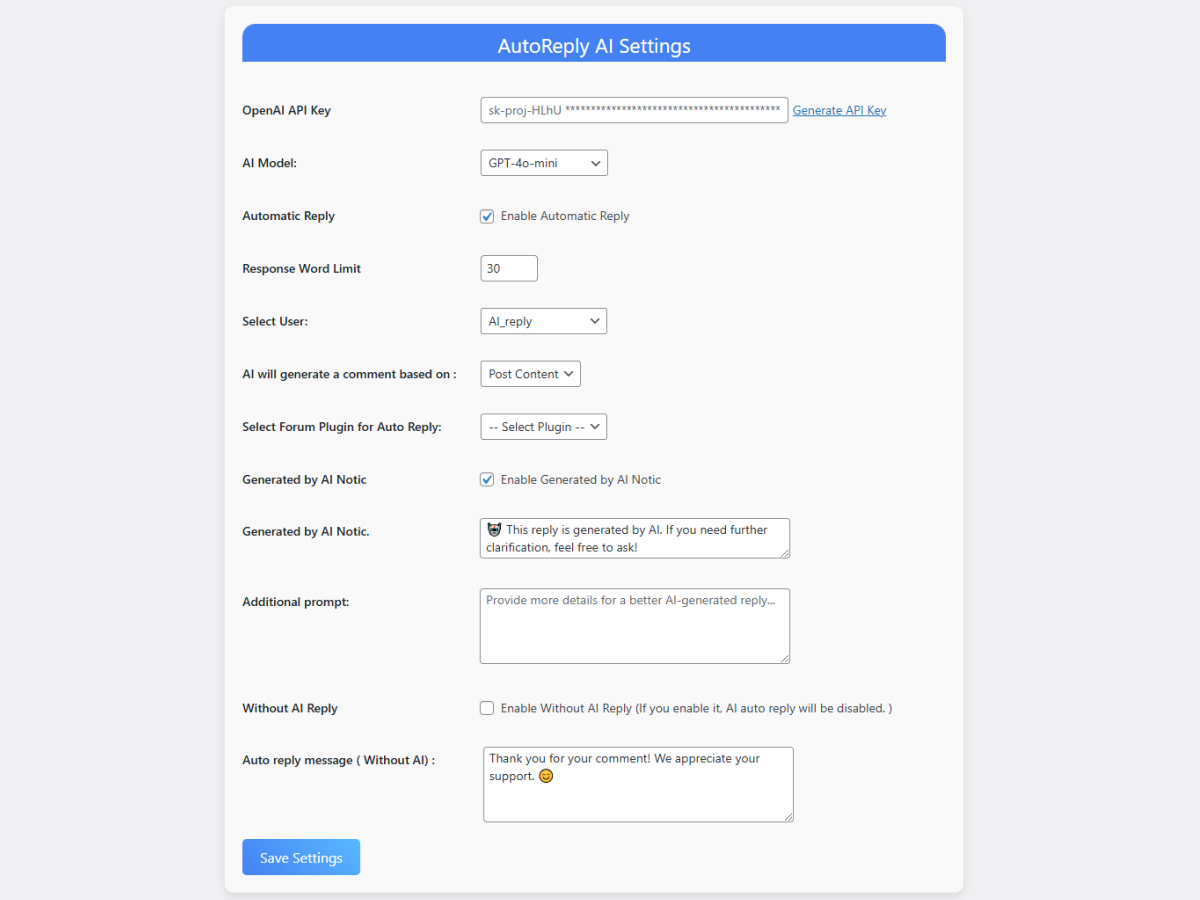 AutoReply AI Settings
OpenAI API Key
sk-proj-HLhU ******************************************
Generate API Key
AI Model:
GPT-4o-mini
Automatic Reply
Enable Automatic Reply
Response Word Limit
30
Select User:
AI_reply
AI will generate a comment based on :
Post Content
Select Forum Plugin for Auto Reply:
-- Select Plugin --
Generated by AI Notic
Enable Generated by AI Notic
Generated by AI Notic.
This reply is generated by AI. If you need further
clarification, feel free to ask!
Additional prompt:
Provide more details for a better AI-generated reply...
Without AI Reply
Enable Without AI Reply (If you enable it, AI auto reply will be disabled. )
Auto reply message ( Without AI) :
Thank you for your comment! We appreciate your
support. 😊
Save Settings